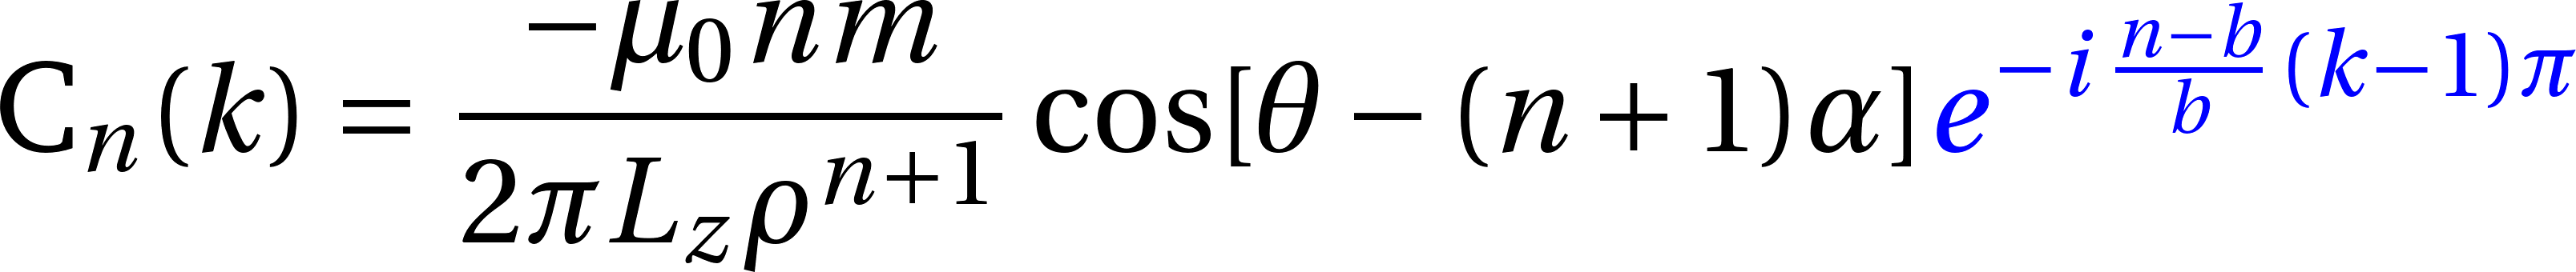 C_n(k) = \frac{-\mu_0 n m}{2\pi L_z \rho^{n+1}} \cos[\theta - (n+1)\alpha] e^{-i\frac{n-b}{b}(k-1)\pi}